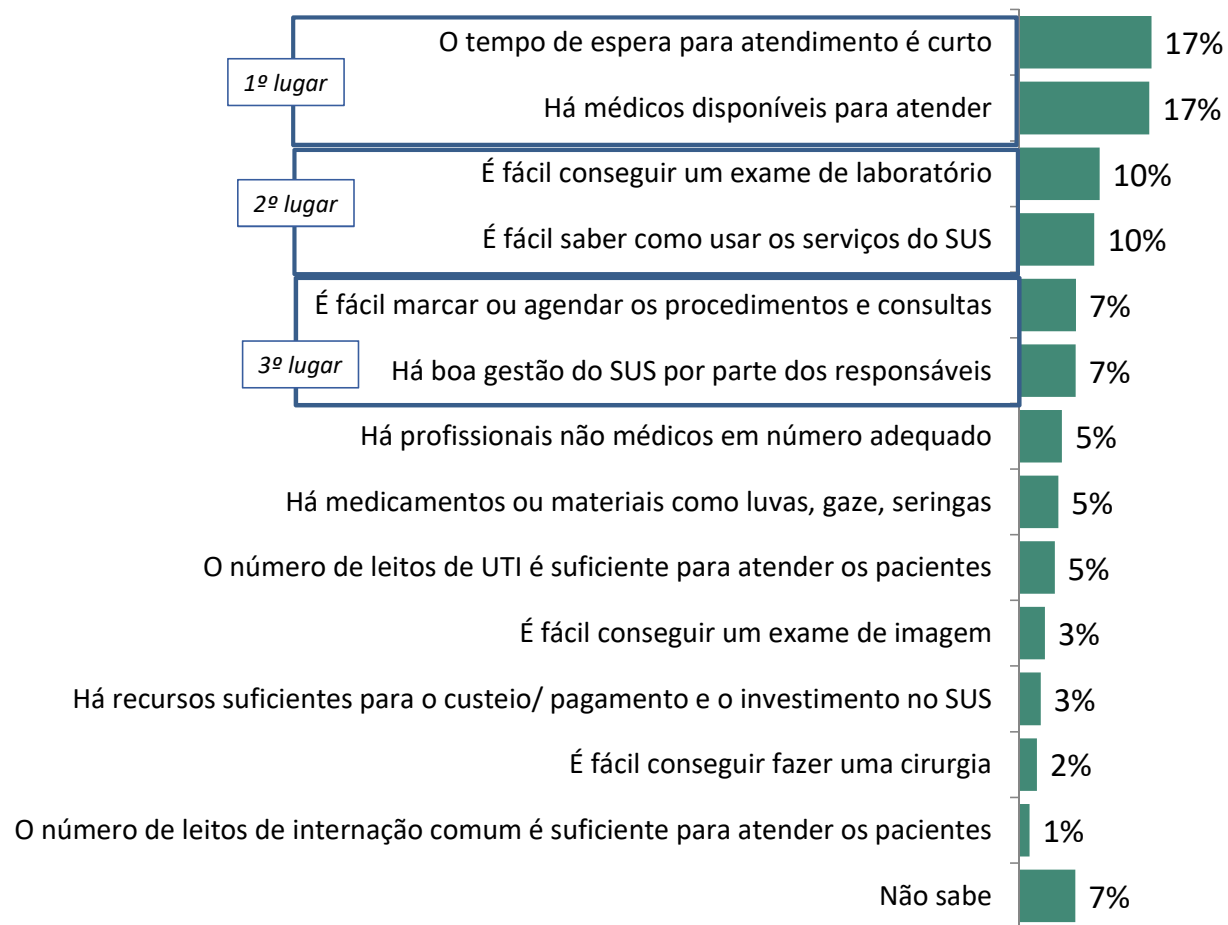 O tempo de espera para atendimento é curto 17%
1º lugar
Há médicos disponíveis para atender 17%
É fácil conseguir um exame de laboratório 10%
2º lugar
É fácil saber como usar os serviços do SUS 10%
É fácil marcar ou agendar os procedimentos e consultas 7%
3º lugar
Há boa gestão do SUS por parte dos responsáveis 7%
Há profissionais não médicos em número adequado 5%
Há medicamentos ou materiais como luvas, gaze, seringas 5%
O número de leitos de UTI é suficiente para atender os pacientes 5%
É fácil conseguir um exame de imagem 3%
Há recursos suficientes para o custeio/ pagamento e o investimento no SUS 3%
É fácil conseguir fazer uma cirurgia 2%
O número de leitos de internação comum é suficiente para atender os pacientes 1%
Não sabe 7%